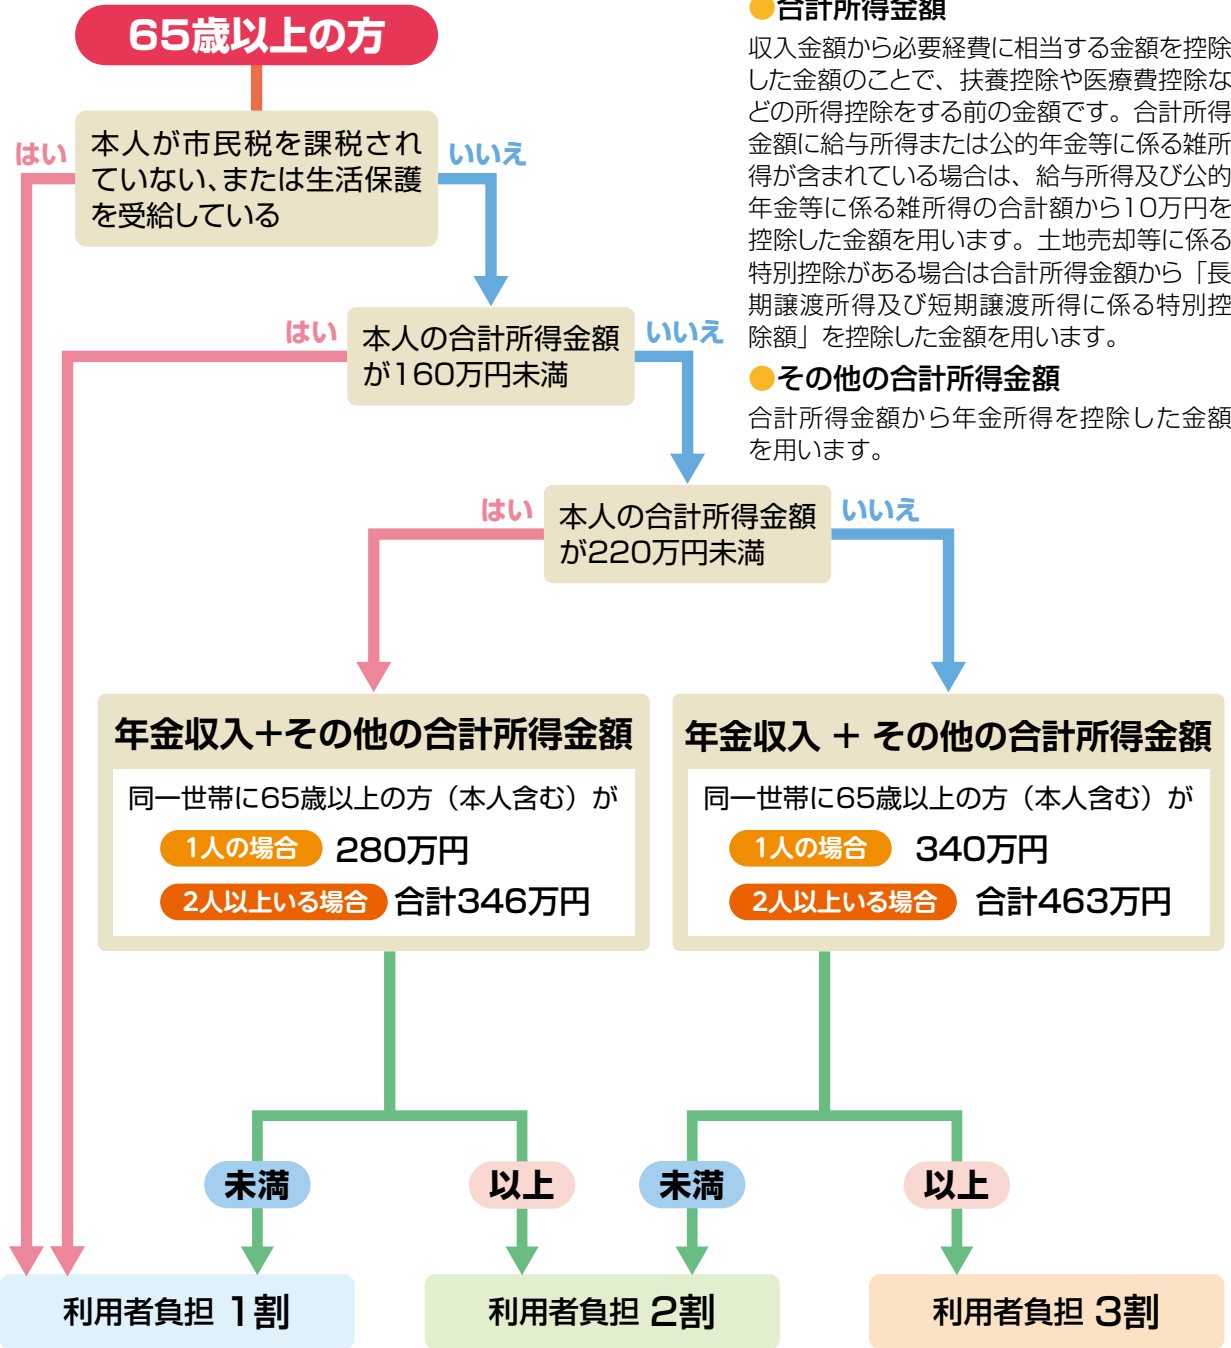 65歳以上の方
はい
本人が市民税を課税され
ていない、または生活保護
を受給している
いいえ
●合計所得金額
収入金額から必要経費に相当する金額を控除
した金額のことで、扶養控除や医療費控除な
どの所得控除をする前の金額です。合計所得
金額に給与所得または公的年金等に係る雑所
得が含まれている場合は、給与所得及び公的
年金等に係る雑所得の合計額から10万円を
控除した金額を用います。土地売却等に係る
特別控除がある場合は合計所得金額から「長
期譲渡所得及び短期譲渡所得に係る特別控
除額」を控除した金額を用います。
●その他の合計所得金額
合計所得金額から年金所得を控除した金額
を用います。
はい
本人の合計所得金額
が160万円未満
いいえ
はい
本人の合計所得金額
が220万円未満
いいえ
年金収入＋その他の合計所得金額
同一世帯に65歳以上の方（本人含む）が
1人の場合 280万円
2人以上いる場合 合計346万円
年金収入 ＋ その他の合計所得金額
同一世帯に65歳以上の方（本人含む）が
1人の場合 340万円
2人以上いる場合 合計463万円
未満
以上
未満
以上
利用者負担 1割
利用者負担 2割
利用者負担 3割